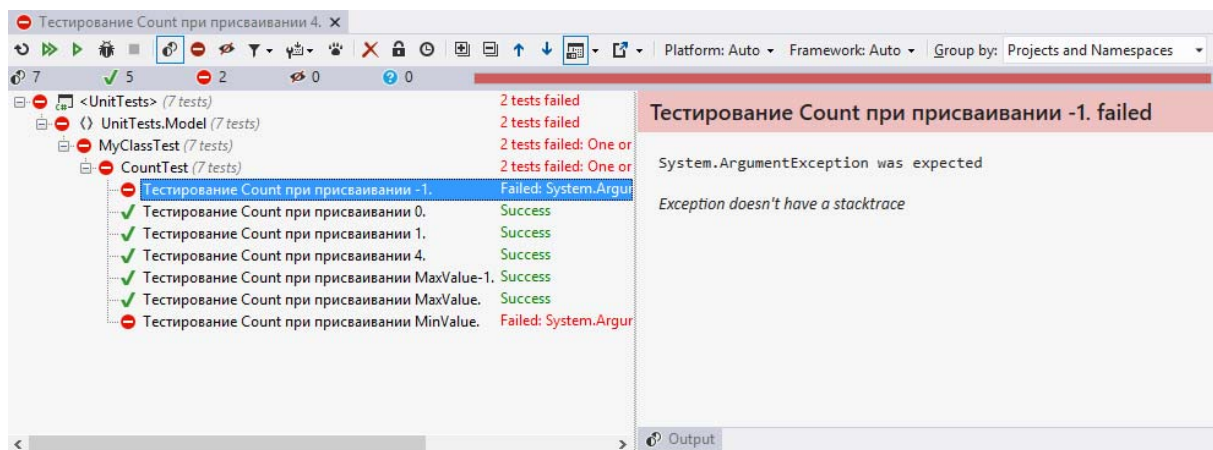 Тестирование Count при присваивании 4.
Platform: Auto Framework: Auto Group by: Projects and Namespaces
7 5 2 0 0
<UnitTests> (7 tests) 2 tests failed
UnitTests.Model (7 tests) 2 tests failed
MyClassTest (7 tests) 2 tests failed: One or
CountTest (7 tests) 2 tests failed: One or
Тестирование Count при присваивании -1. Failed: System.Argur
Тестирование Count при присваивании 0. Success
Тестирование Count при присваивании 1. Success
Тестирование Count при присваивании 4. Success
Тестирование Count при присваивании MaxValue-1. Success
Тестирование Count при присваивании MaxValue. Success
Тестирование Count при присваивании MinValue. Failed: System.Argur
Тестирование Count при присваивании -1. failed
System.ArgumentException was expected
Exception doesn't have a stacktrace
Output